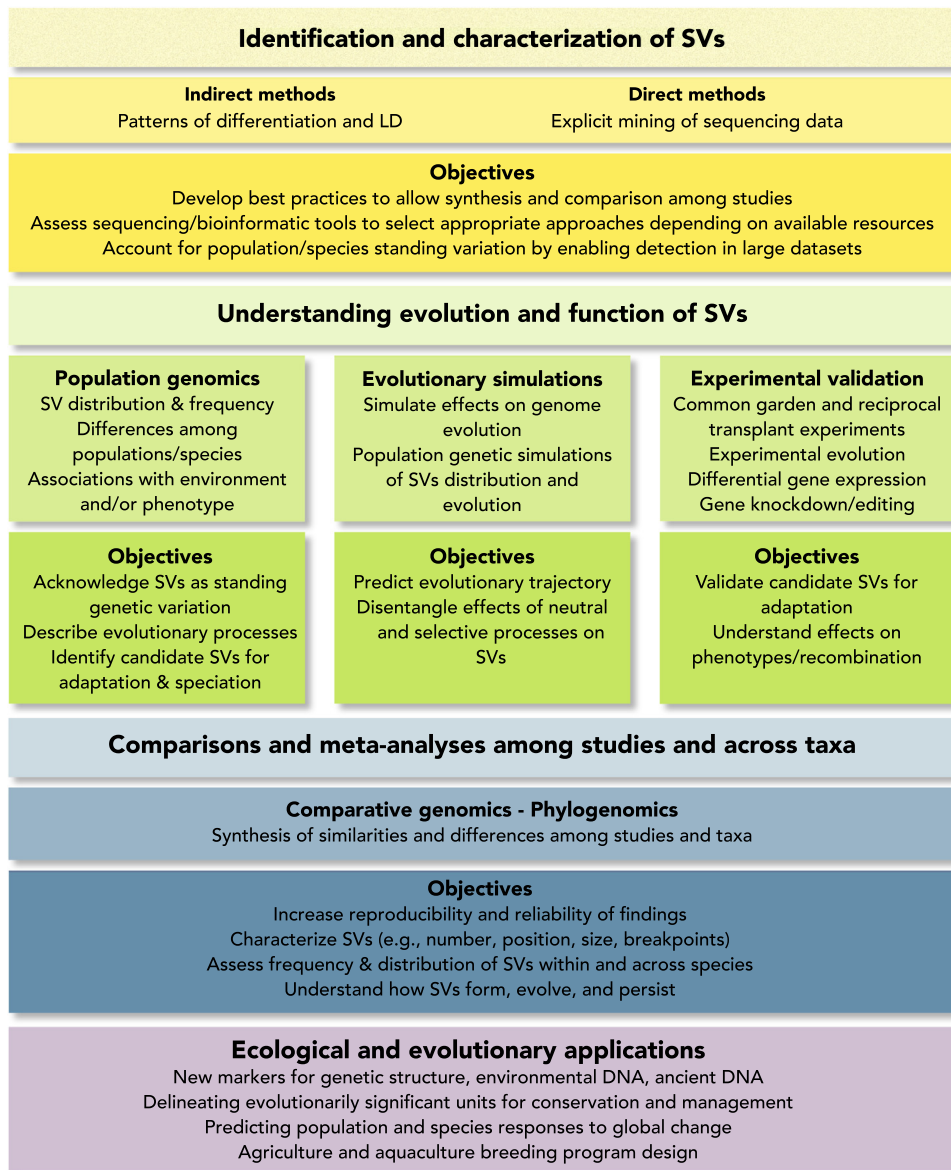 Identification and characterization of SVs
Indirect methods
Patterns of differentiation and LD
Direct methods
Explicit mining of sequencing data
Objectives
Develop best practices to allow synthesis and comparison among studies
Assess sequencing/bioinformatic tools to select appropriate approaches depending on available resources
Account for population/species standing variation by enabling detection in large datasets
Understanding evolution and function of SVs
Population genomics
SV distribution & frequency
Differences among
populations/species
Associations with environment
and/or phenotype
Evolutionary simulations
Simulate effects on genome
evolution
Population genetic simulations
of SVs distribution and
evolution
Experimental validation
Common garden and reciprocal
transplant experiments
Experimental evolution
Differential gene expression
Gene knockdown/editing
Objectives
Acknowledge SVs as standing
genetic variation
Describe evolutionary processes
Identify candidate SVs for
adaptation & speciation
Objectives
Predict evolutionary trajectory
Disentangle effects of neutral
and selective processes on
SVs
Objectives
Validate candidate SVs for
adaptation
Understand effects on
phenotypes/recombination
Comparisons and meta-analyses among studies and across taxa
Comparative genomics - Phylogenomics
Synthesis of similarities and differences among studies and taxa
Objectives
Increase reproducibility and reliability of findings
Characterize SVs (e.g., number, position, size, breakpoints)
Assess frequency & distribution of SVs within and across species
Understand how SVs form, evolve, and persist
Ecological and evolutionary applications
New markers for genetic structure, environmental DNA, ancient DNA
Delineating evolutionarily significant units for conservation and management
Predicting population and species responses to global change
Agriculture and aquaculture breeding program design